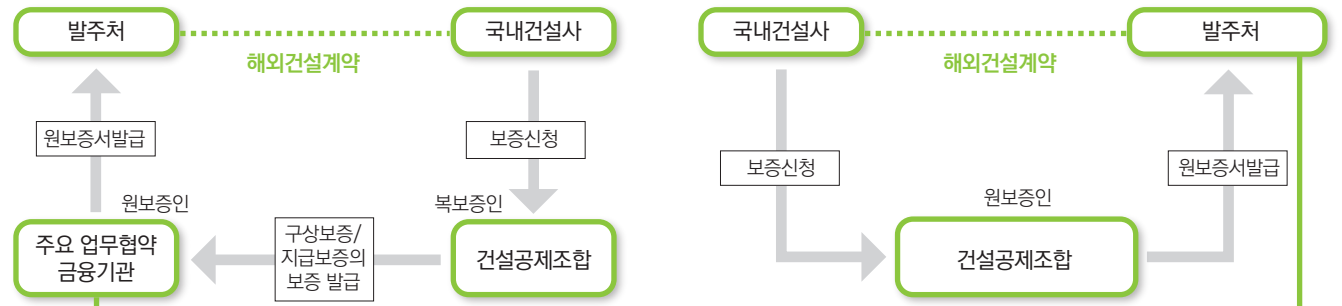 발주처
국내건설사
해외건설계약
원보증서발급
보증신청
원보증인
복보증인
주요 업무협약
금융기관
구상보증/
지급보증의
보증 발급
건설공제조합
국내건설사
발주처
해외건설계약
보증신청
원보증서발급
원보증인
건설공제조합